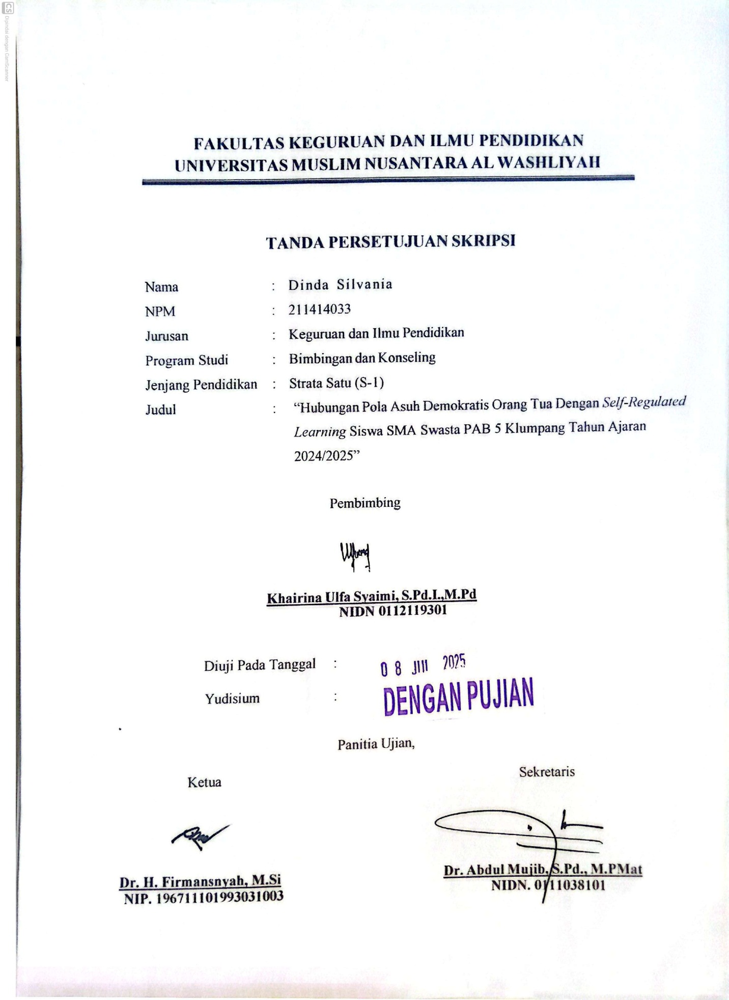 CS Dipindai dengan CamScanner
FAKULTAS KEGURUAN DAN ILMU PENDIDIKAN
UNIVERSITAS MUSLIM NUSANTARA AL WASHLIYAH
TANDA PERSETUJUAN SKRIPSI
Nama : Dinda Silvania
NPM : 211414033
Jurusan : Keguruan dan Ilmu Pendidikan
Program Studi : Bimbingan dan Konseling
Jenjang Pendidikan : Strata Satu (S-1)
Judul : “Hubungan Pola Asuh Demokratis Orang Tua Dengan Self-Regulated
Learning Siswa SMA Swasta PAB 5 Klumpang Tahun Ajaran
2024/2025”
Pembimbing
Khairina Ulfa Syaimi, S.Pd.I.,M.Pd
NIDN 0112119301
Diuji Pada Tanggal : 08 2025
Yudisium : DENGAN PUJIAN
Panitia Ujian,
Sekretaris
Ketua
Dr. Abdul Mujib, S.Pd., M.PMat
NIDN. 0111038101
Dr. H. Firmansnyah, M.Si
NIP. 196711101993031003